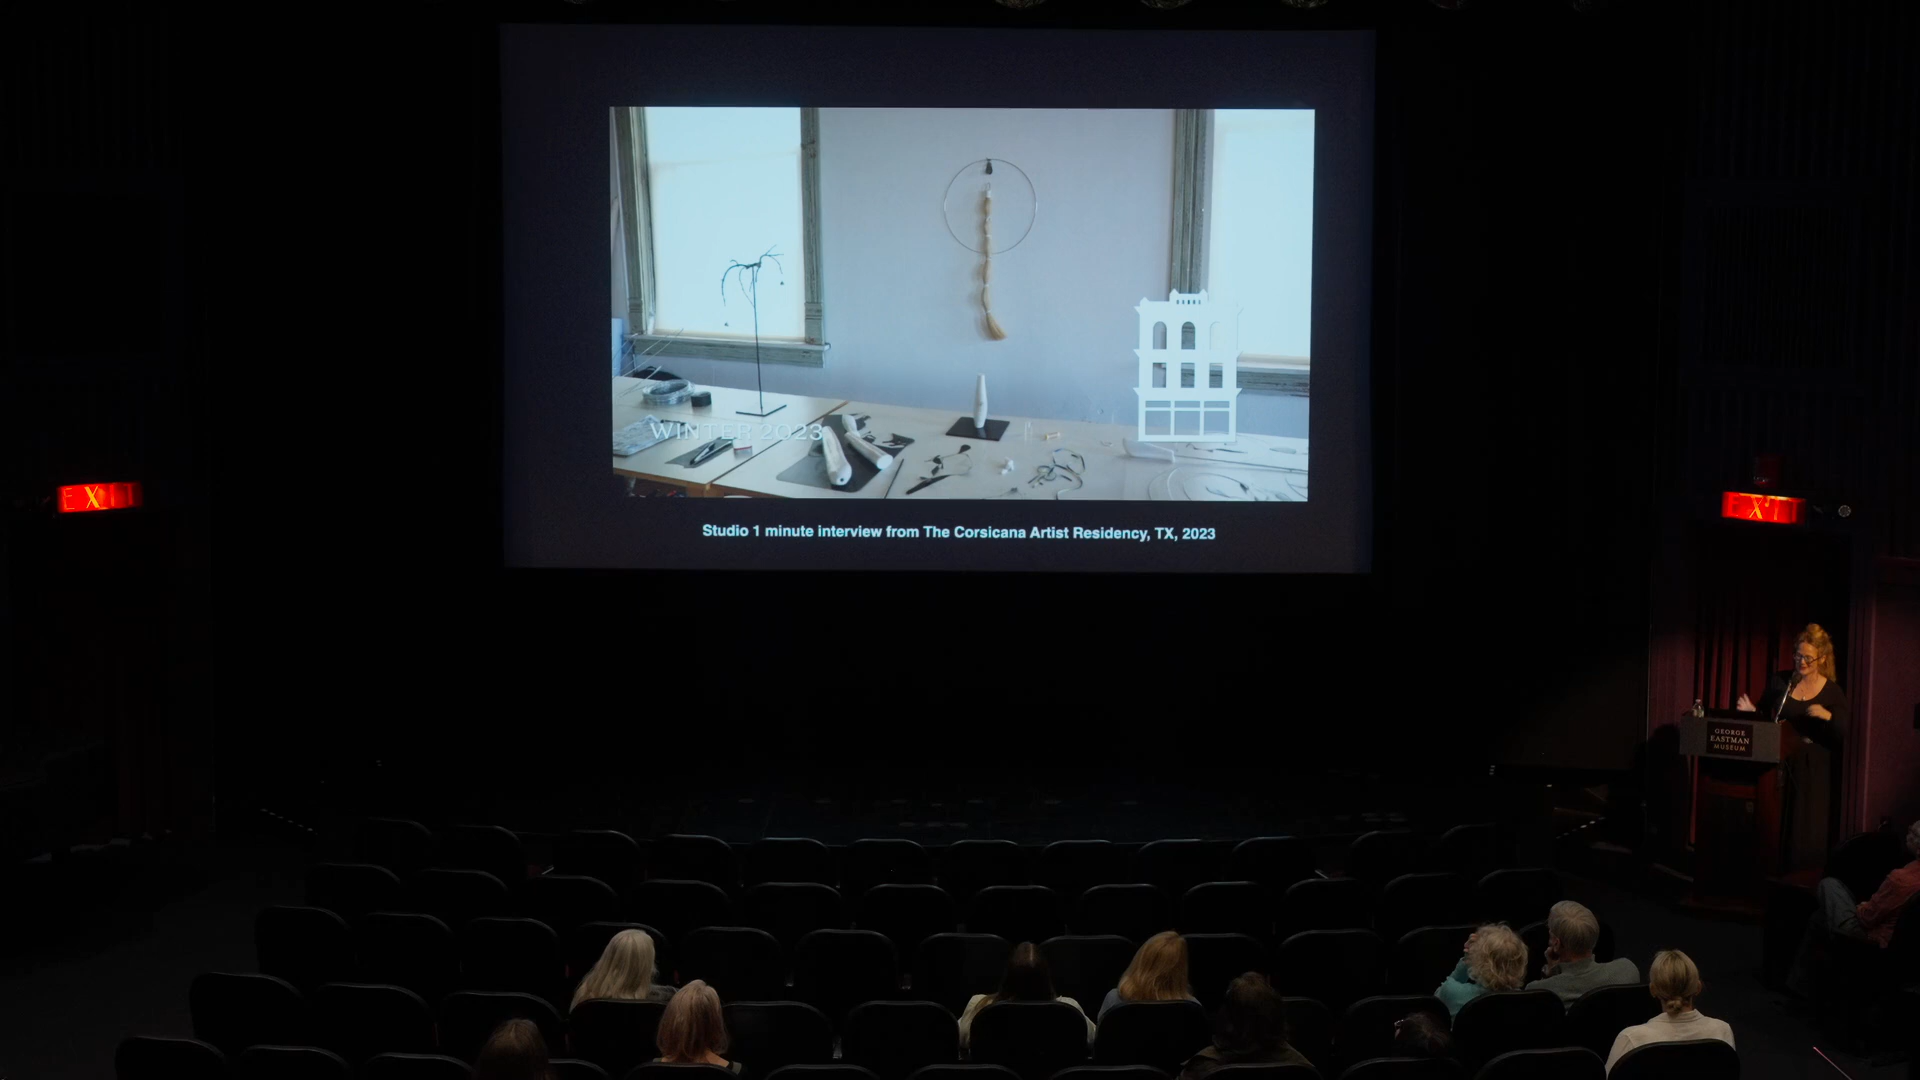 WINTER 2023
EXIT
EXIT
Studio 1 minute interview from The Corsicana Artist Residency, TX, 2023
GEORGE
EASTMAN
MUSEUM